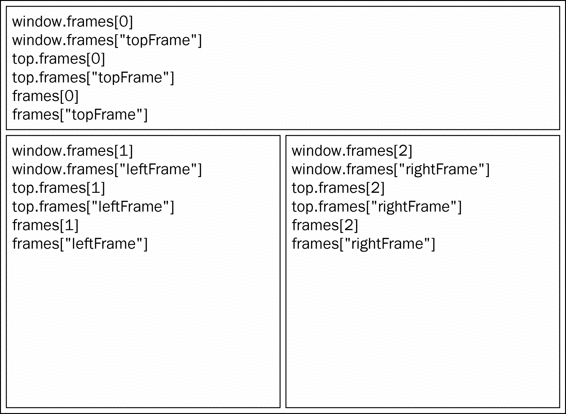 window.frames[0]
window.frames["topFrame"]
top.frames[0]
top.frames["topFrame"]
frames[0]
frames["topFrame"]
window.frames[1]
window.frames["leftFrame"]
top.frames[1]
top.frames["leftFrame"]
frames[1]
frames["leftFrame"]
window.frames[2]
window.frames["rightFrame"]
top.frames[2]
top.frames["rightFrame"]
frames[2]
frames["rightFrame"]